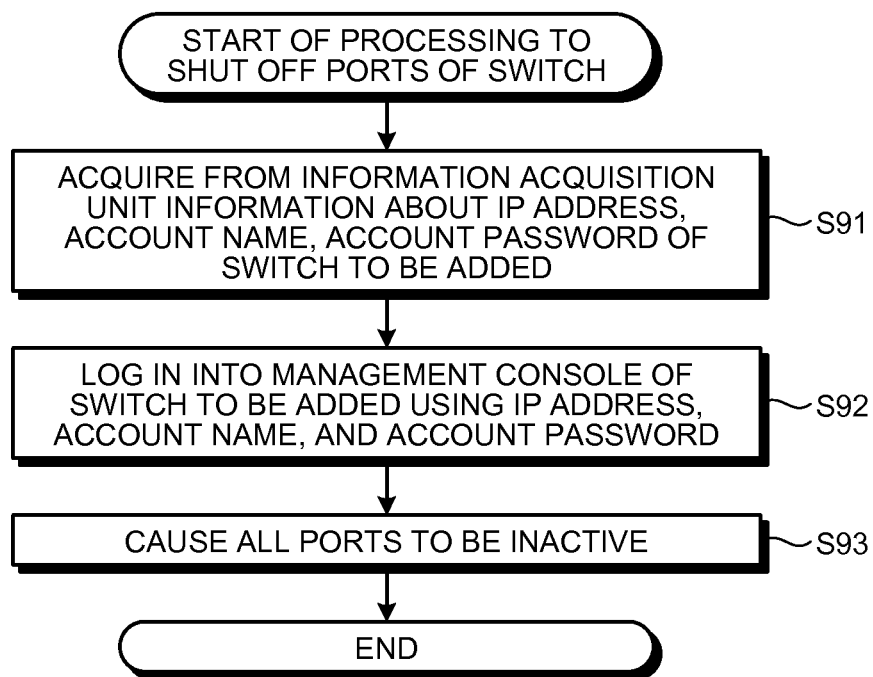 START OF PROCESSING TO
SHUT OFF PORTS OF SWITCH
ACQUIRE FROM INFORMATION ACQUISITION
UNIT INFORMATION ABOUT IP ADDRESS,
ACCOUNT NAME, ACCOUNT PASSWORD OF
SWITCH TO BE ADDED
S91
LOG IN INTO MANAGEMENT CONSOLE OF
SWITCH TO BE ADDED USING IP ADDRESS,
ACCOUNT NAME, AND ACCOUNT PASSWORD
S92
CAUSE ALL PORTS TO BE INACTIVE
S93
END